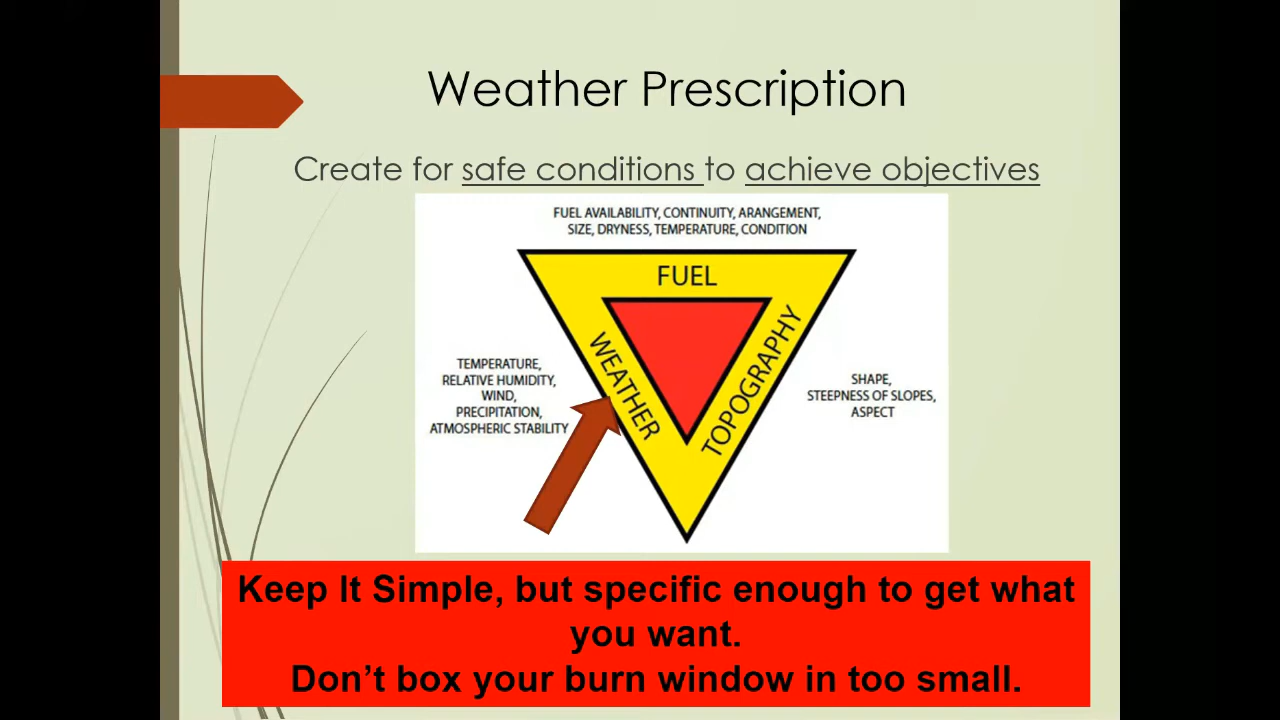 Weather Prescription
Create for safe conditions to achieve objectives
FUEL AVAILABILITY, CONTINUITY, ARANGEMENT,
SIZE, DRYNESS, TEMPERATURE, CONDITION
FUEL
WEATHER
TOPOGRAPHY
TEMPERATURE,
RELATIVE HUMIDITY,
WIND,
PRECIPITATION,
ATMOSPHERIC STABILITY
SHAPE,
STEEPNESS OF SLOPES,
ASPECT
Keep It Simple, but specific enough to get what
you want.
Don’t box your burn window in too small.